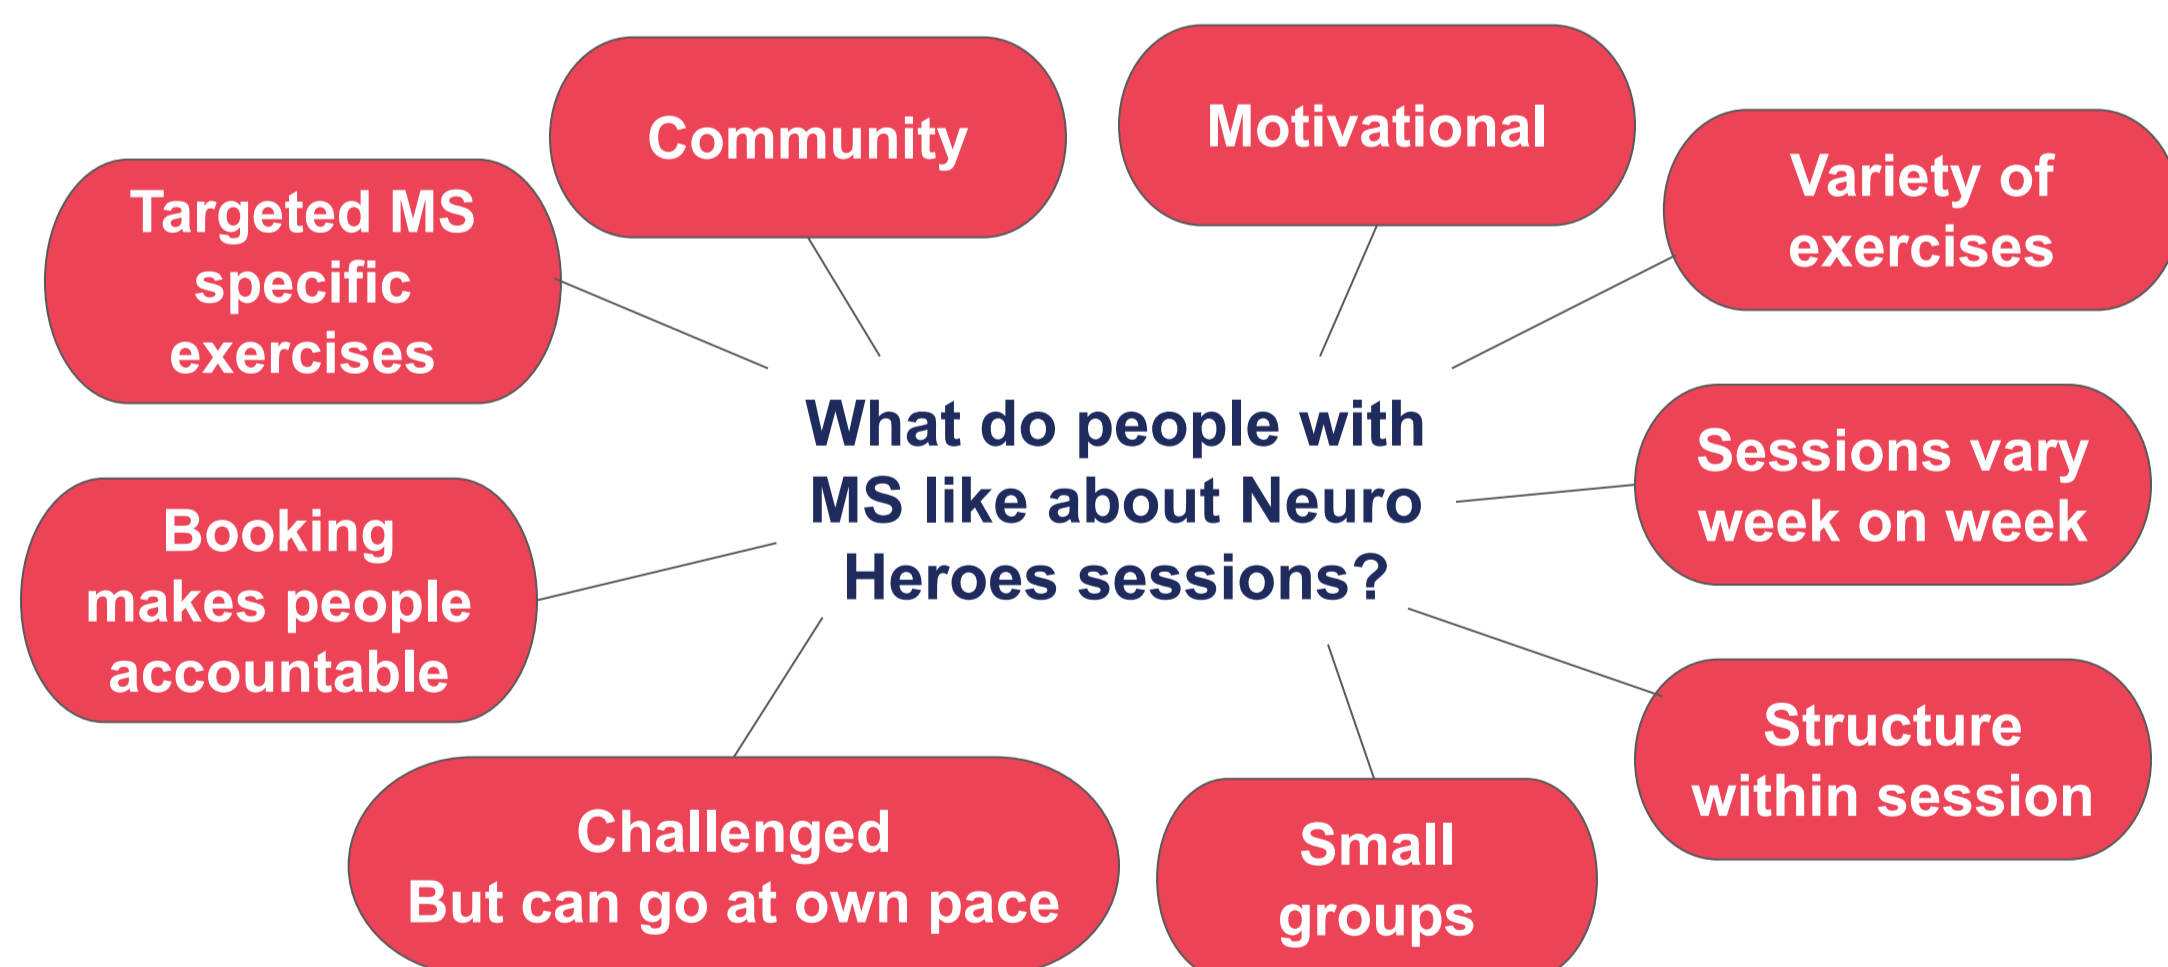 Community
Motivational
Variety of
exercises
Targeted MS
specific
exercises
What do people with
MS like about Neuro
Heroes sessions?
Sessions vary
week on week
Booking
makes people
accountable
Structure
within session
Challenged
But can go at own pace
Small
groups